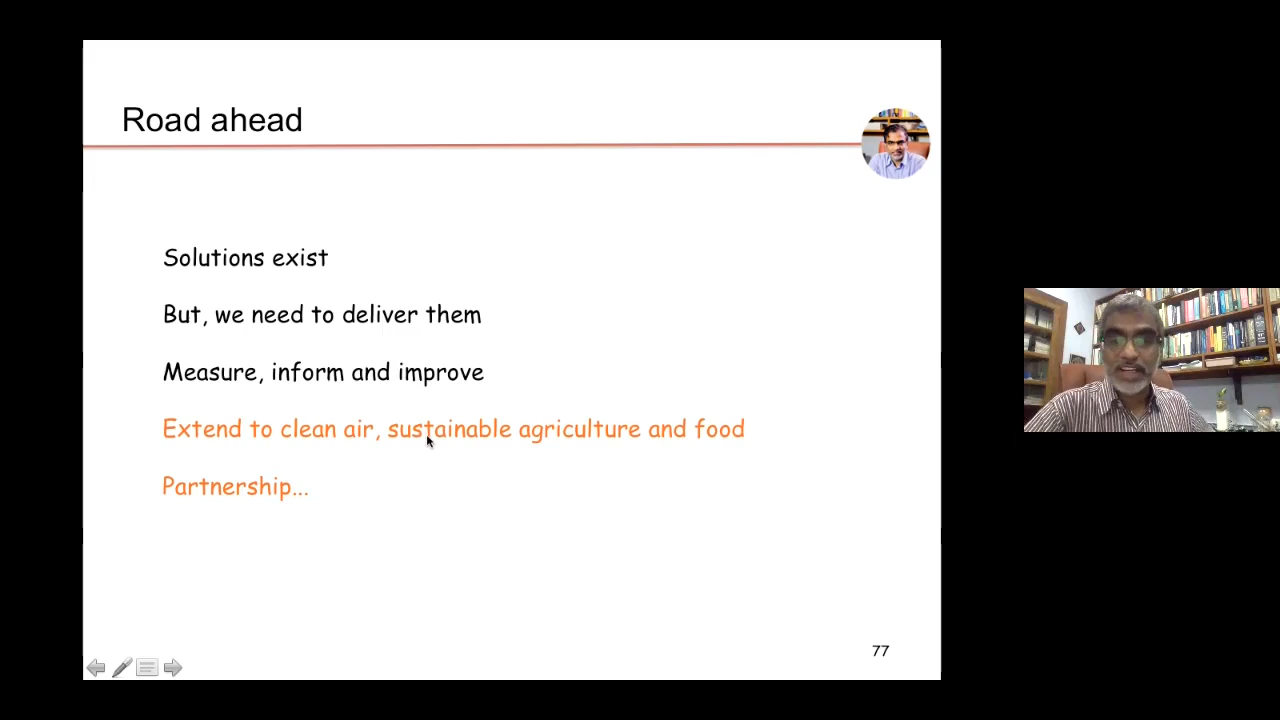 Road ahead
Solutions exist
But, we need to deliver them
Measure, inform and improve
Extend to clean air, sustainable agriculture and food
Partnership...
77